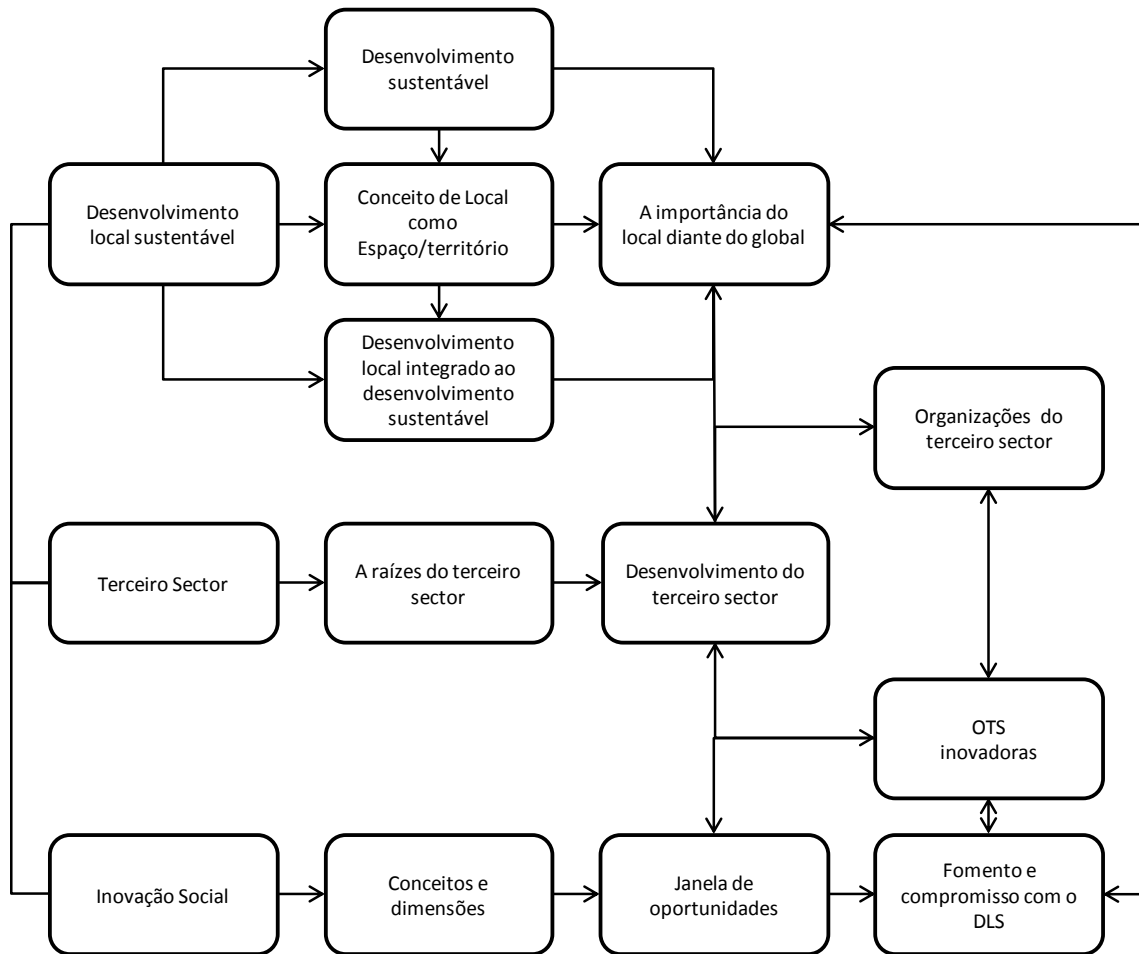 Desenvolvimento
sustentável
Desenvolvimento
local sustentável
Conceito de Local
como
Espaço/território
A importância do
local diante do global
Desenvolvimento
local integrado ao
desenvolvimento
sustentável
Organizações do
terceiro sector
Terceiro Sector
A raízes do terceiro
sector
Desenvolvimento do
terceiro sector
OTS
inovadoras
Inovação Social
Conceitos e
dimensões
Janela de
oportunidades
Fomento e
compromisso com o
DLS